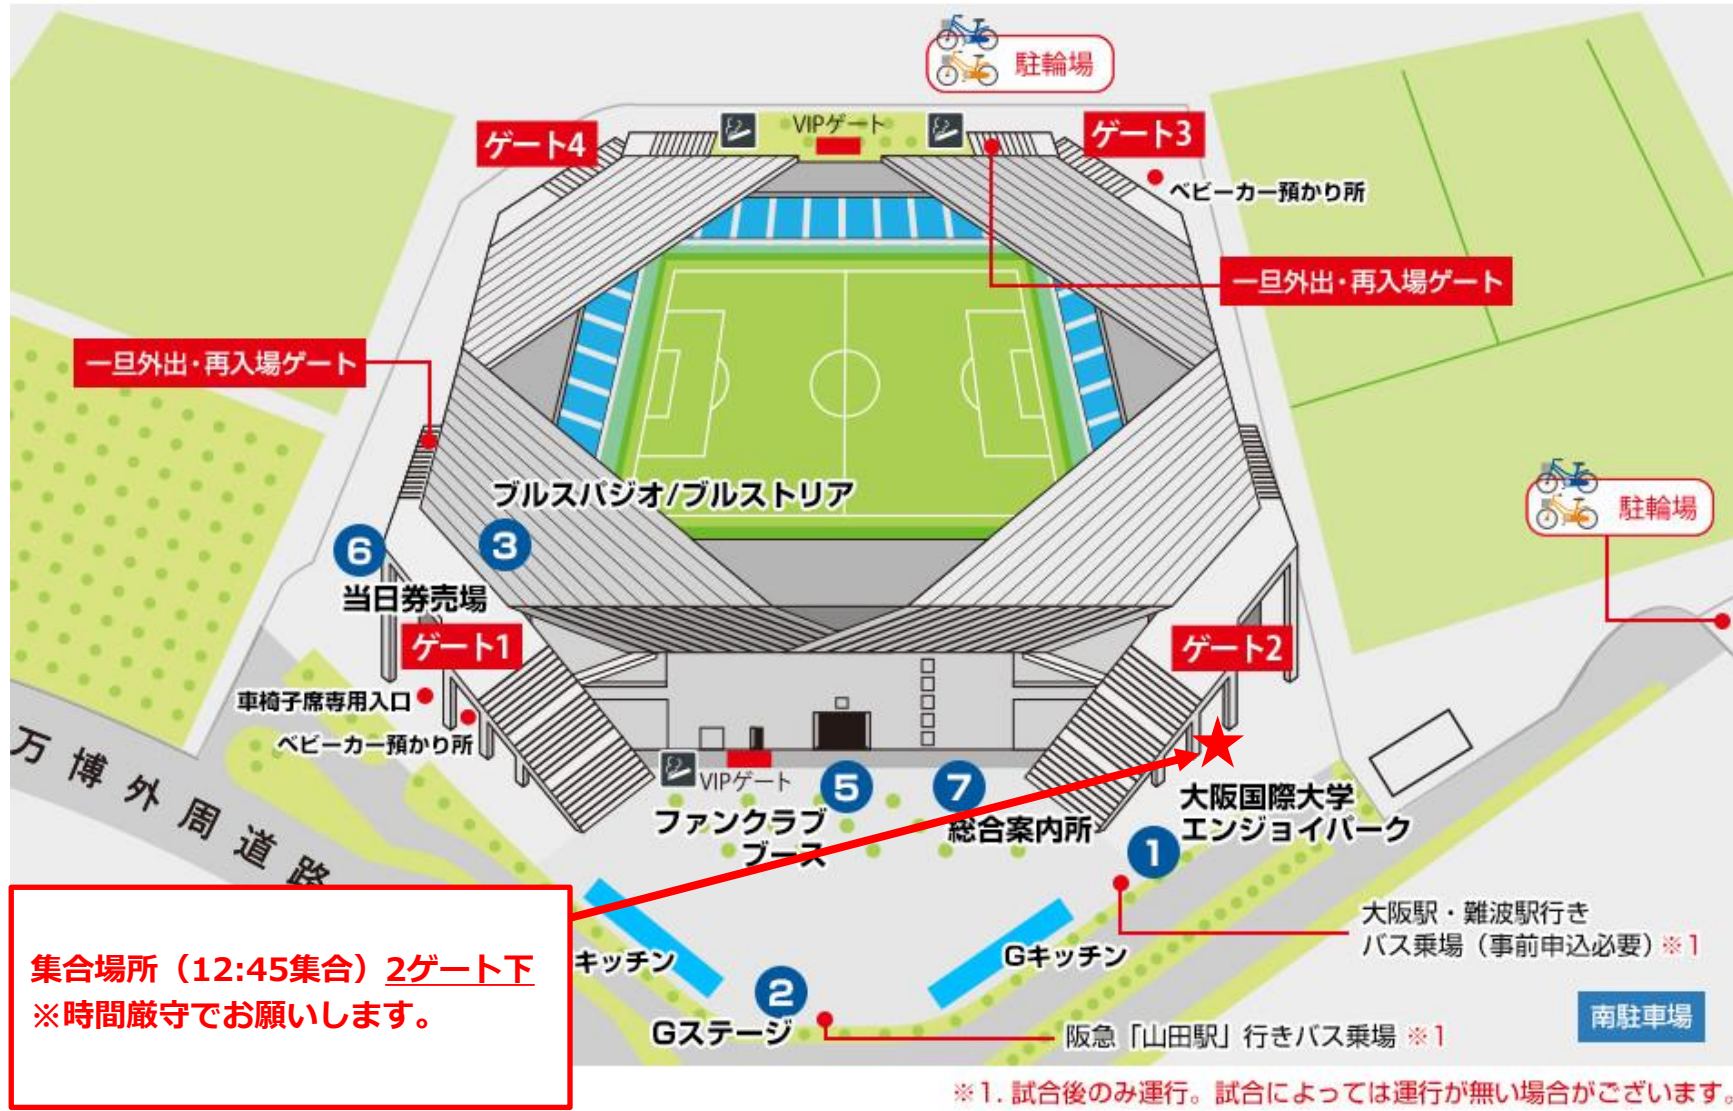 駐輪場
VIPゲート
ゲート4
ゲート3
ベビーカー預かり所
一旦外出・再入場ゲート
一旦外出・再入場ゲート
ブルスパジオ/ブルストリア
駐輪場
6
3
当日券売場
ゲート1
ゲート2
車椅子席専用入口
ベビーカー預かり所
万博外周道路
VIPゲート
5
7
ファンクラブ
ブース
総合案内所
大阪国際大学
エンジョイパーク
1
大阪駅・難波駅行き
バス乗場（事前申込必要）※1
集合場所（12:45集合）2ゲート下
※時間厳守でお願いします。
キッチン
Gキッチン
2
Gステージ
南駐車場
阪急「山田駅」行きバス乗場 ※1
※1. 試合後のみ運行。試合によっては運行が無い場合がございます。